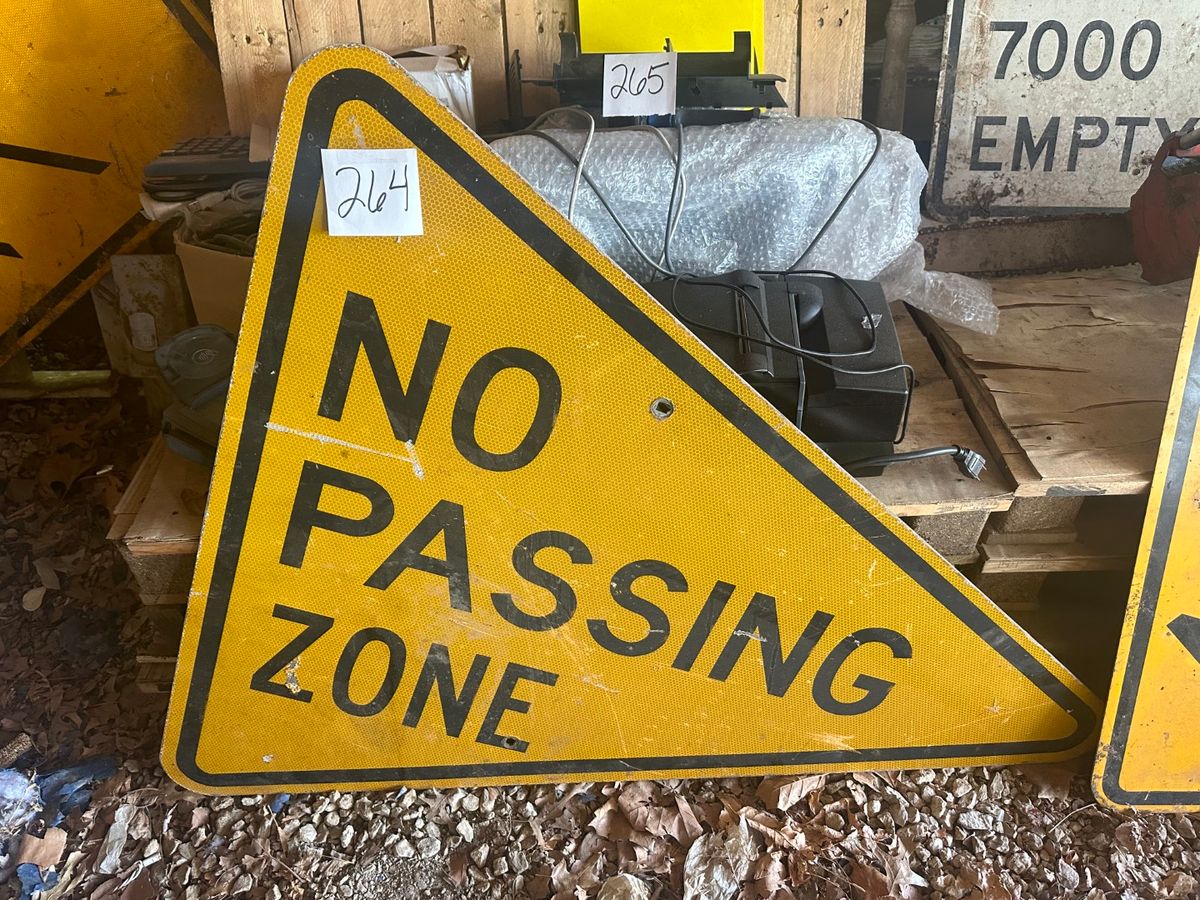 265
7000
EMPTY
264
NO
PASSING
ZONE